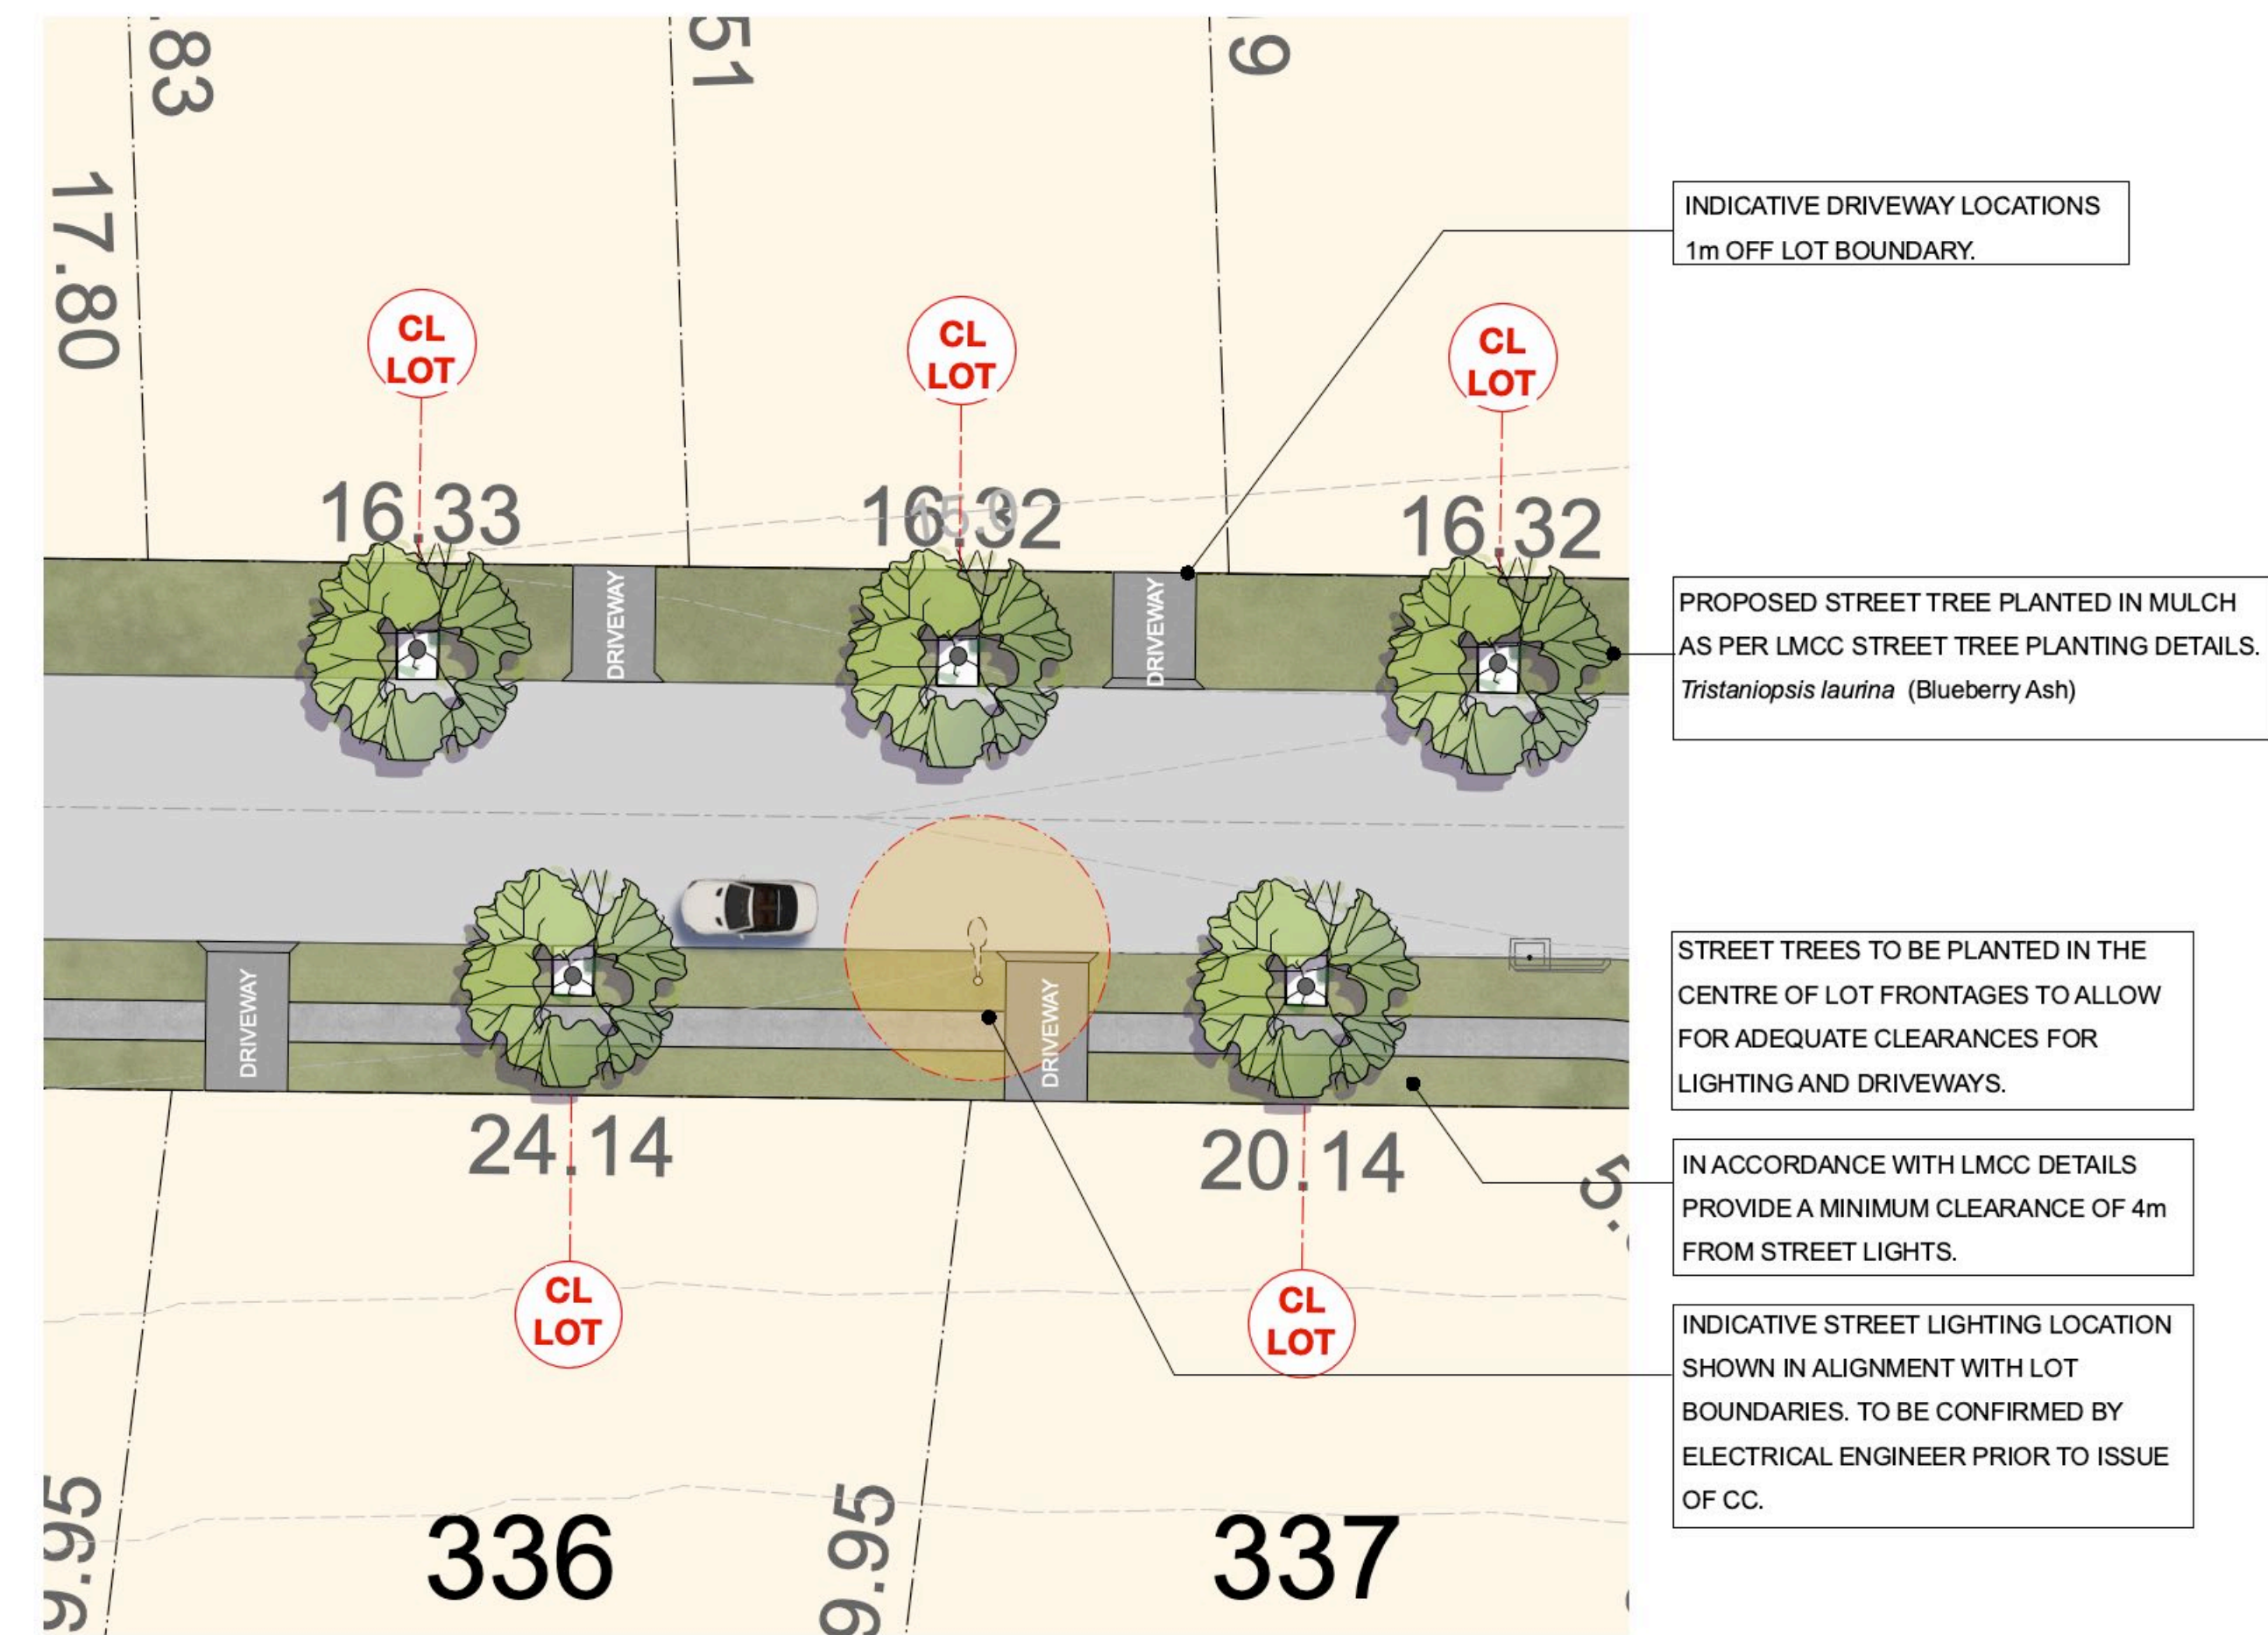 .83
51
19
17.80
CL
LOT
CL
LOT
CL
LOT
16.33
16.32
15.0
16.32
DRIVEWAY
DRIVEWAY
DRIVEWAY
DRIVEWAY
24.14
20.14
CL
LOT
CL
LOT
9.95
336
9.95
337
INDICATIVE DRIVEWAY LOCATIONS
1m OFF LOT BOUNDARY.
PROPOSED STREET TREE PLANTED IN MULCH
AS PER LMCC STREET TREE PLANTING DETAILS.
Tristaniopsis laurina (Blueberry Ash)
STREET TREES TO BE PLANTED IN THE
CENTRE OF LOT FRONTAGES TO ALLOW
FOR ADEQUATE CLEARANCES FOR
LIGHTING AND DRIVEWAYS.
IN ACCORDANCE WITH LMCC DETAILS
PROVIDE A MINIMUM CLEARANCE OF 4m
FROM STREET LIGHTS.
INDICATIVE STREET LIGHTING LOCATION
SHOWN IN ALIGNMENT WITH LOT
BOUNDARIES. TO BE CONFIRMED BY
ELECTRICAL ENGINEER PRIOR TO ISSUE
OF CC.